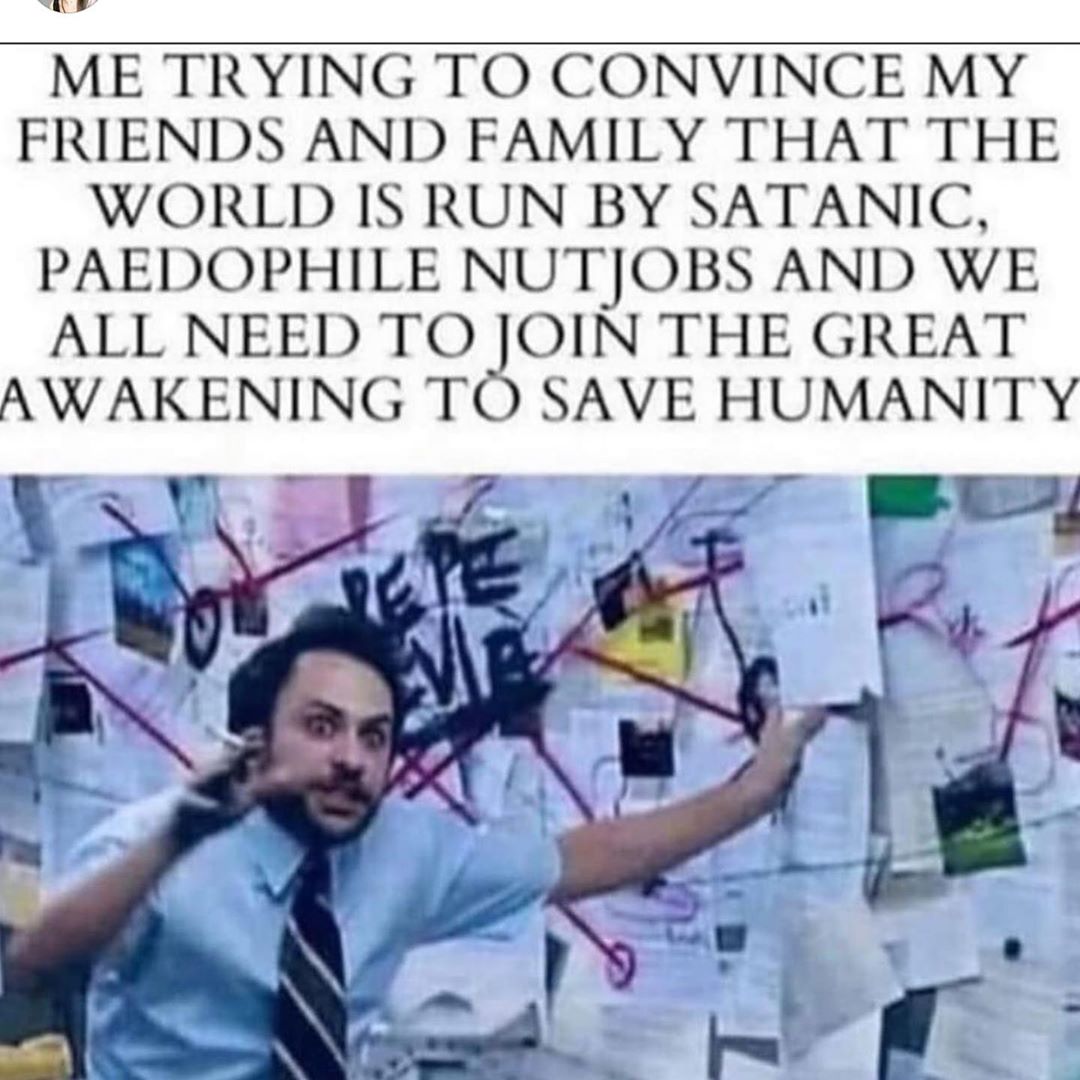 ME TRYING TO CONVINCE MY
FRIENDS AND FAMILY THAT THE
WORLD IS RUN BY SATANIC,
PAEDOPHILE NUTJOBS AND WE
ALL NEED TO JOIN THE GREAT
AWAKENING TO SAVE HUMANITY
PEPE
SILVIA